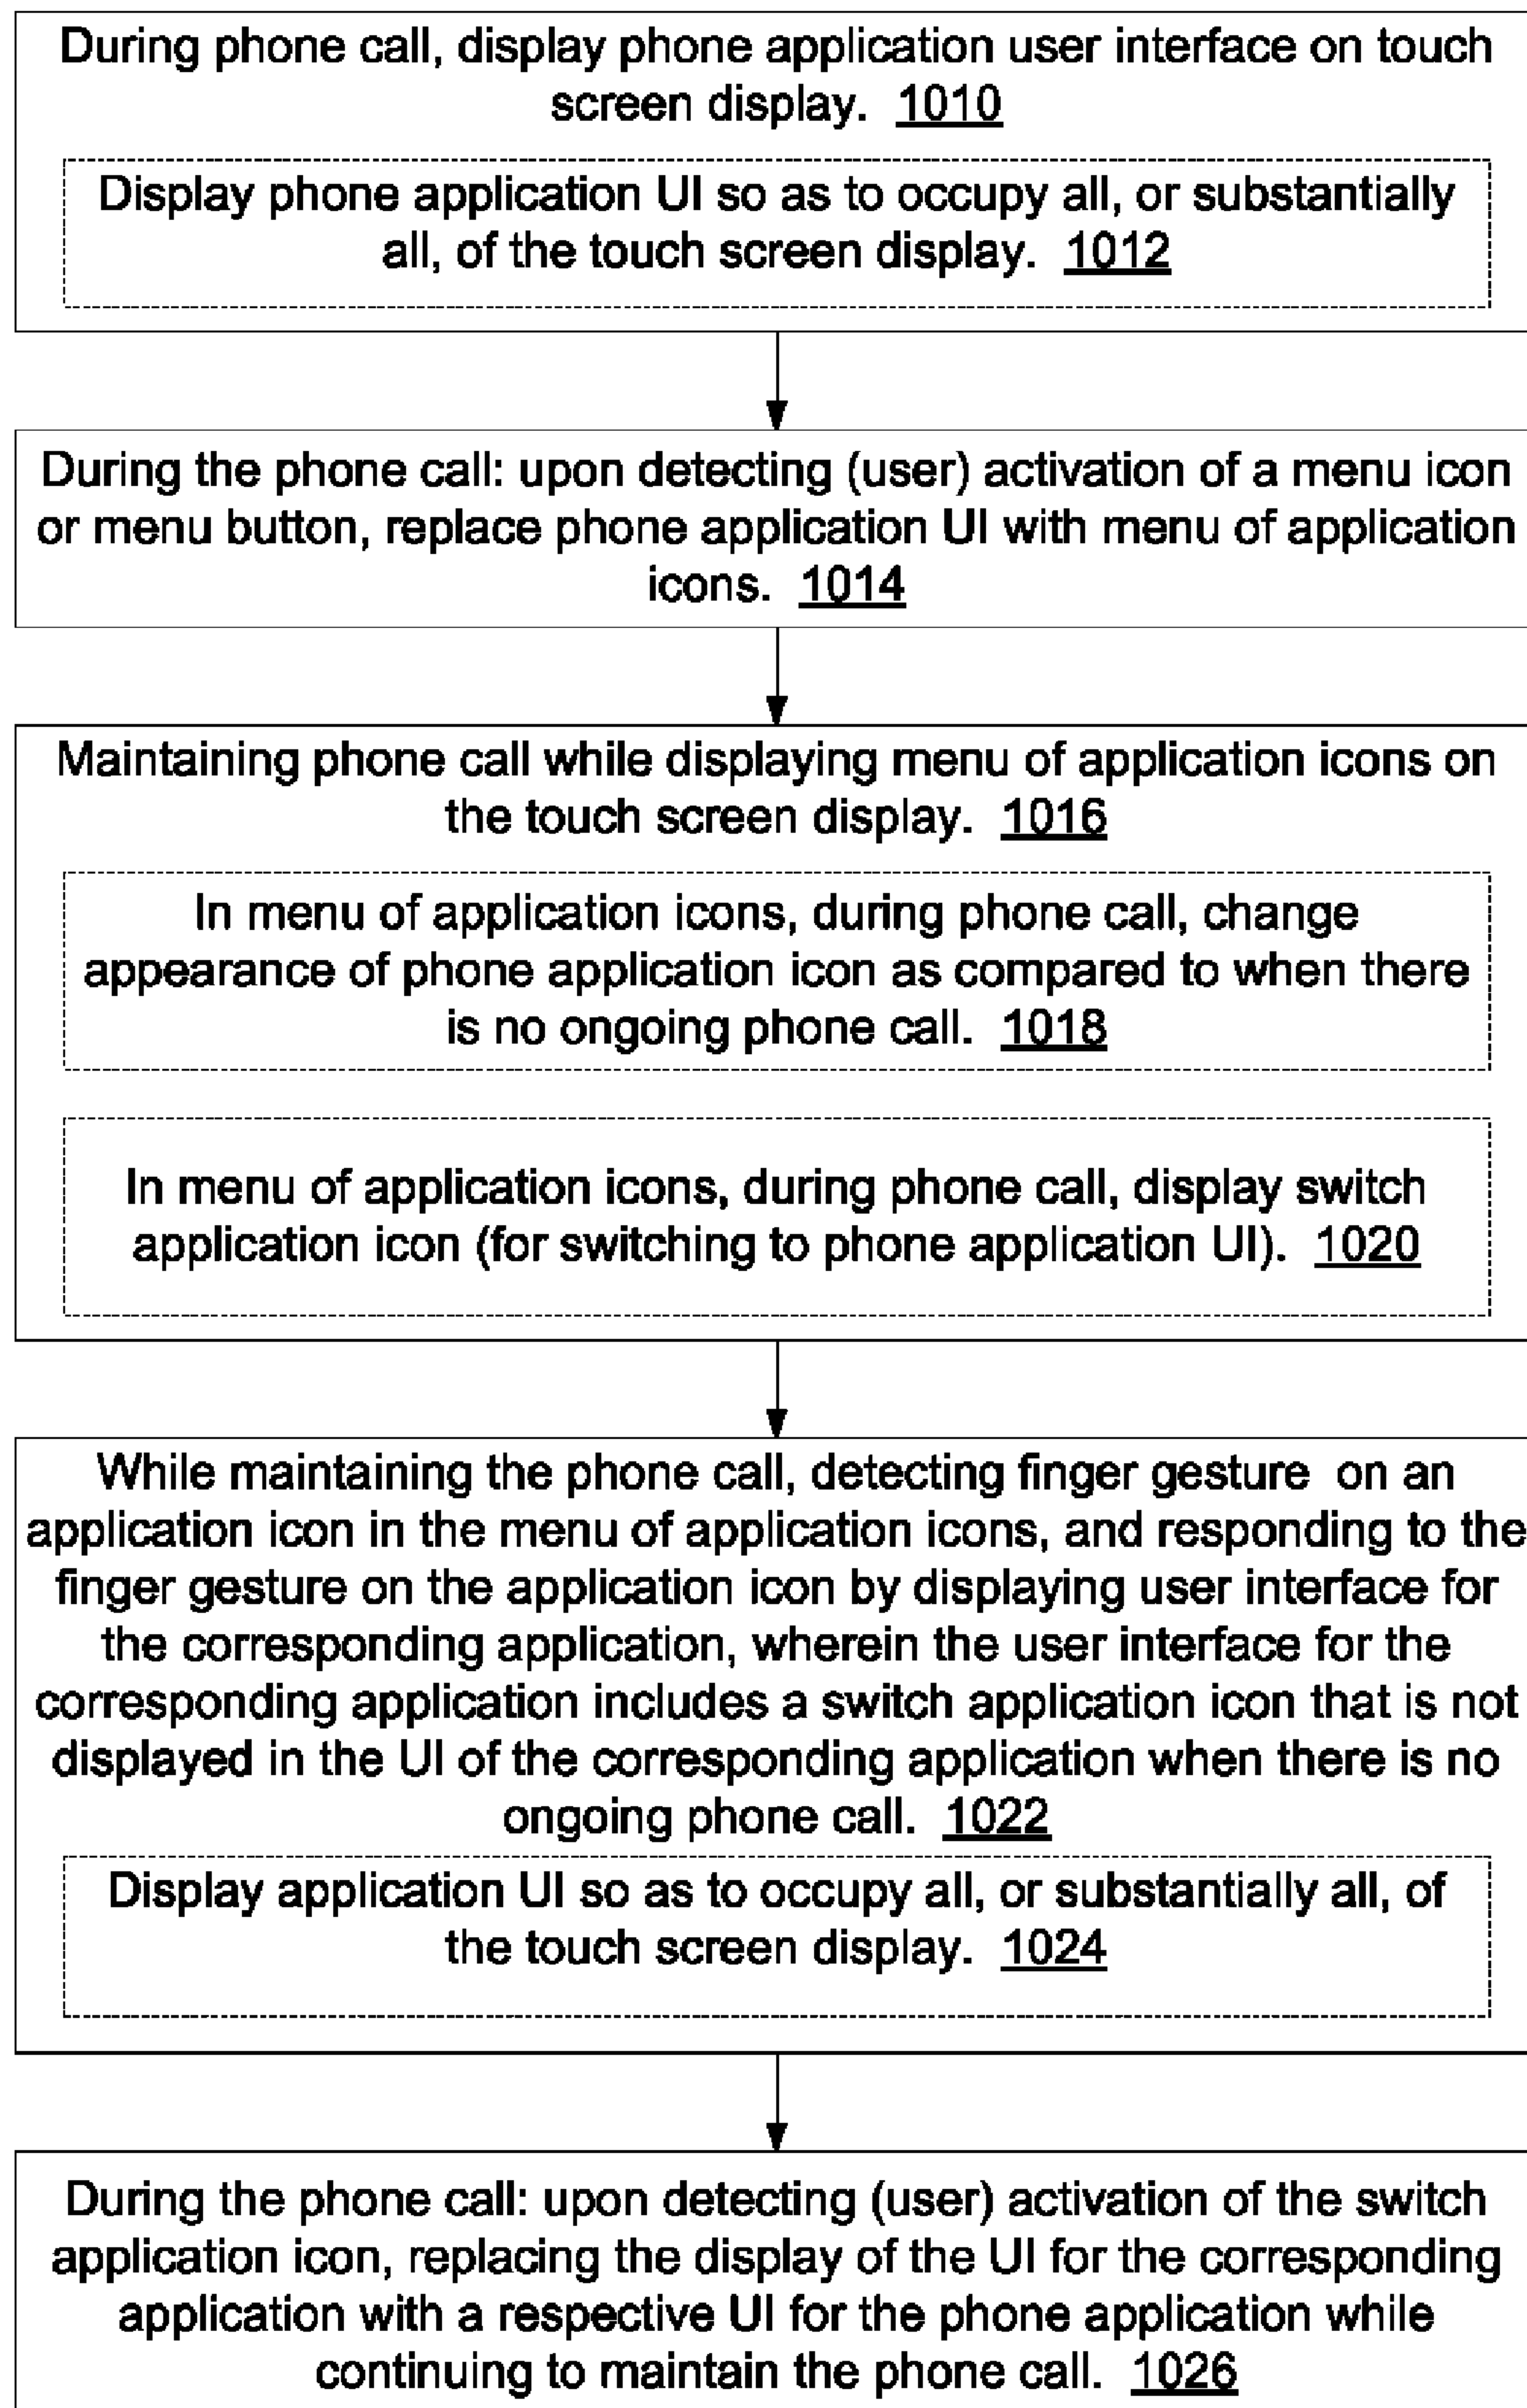 During phone call, display phone application user interface on touch
screen display. 1010
Display phone application UI so as to occupy all, or substantially
all, of the touch screen display. 1012
During the phone call: upon detecting (user) activation of a menu icon
or menu button, replace phone application UI with menu of application
icons. 1014
Maintaining phone call while displaying menu of application icons on
the touch screen display. 1016
In menu of application icons, during phone call, change
appearance of phone application icon as compared to when there
is no ongoing phone call. 1018
In menu of application icons, during phone call, display switch
application icon (for switching to phone application UI). 1020
While maintaining the phone call, detecting finger gesture on an
application icon in the menu of application icons, and responding to the
finger gesture on the application icon by displaying user interface for
the corresponding application, wherein the user interface for the
corresponding application includes a switch application icon that is not
displayed in the UI of the corresponding application when there is no
ongoing phone call. 1022
Display application UI so as to occupy all, or substantially all, of
the touch screen display. 1024
During the phone call: upon detecting (user) activation of the switch
application icon, replacing the display of the UI for the corresponding
application with a respective UI for the phone application while
continuing to maintain the phone call. 1026